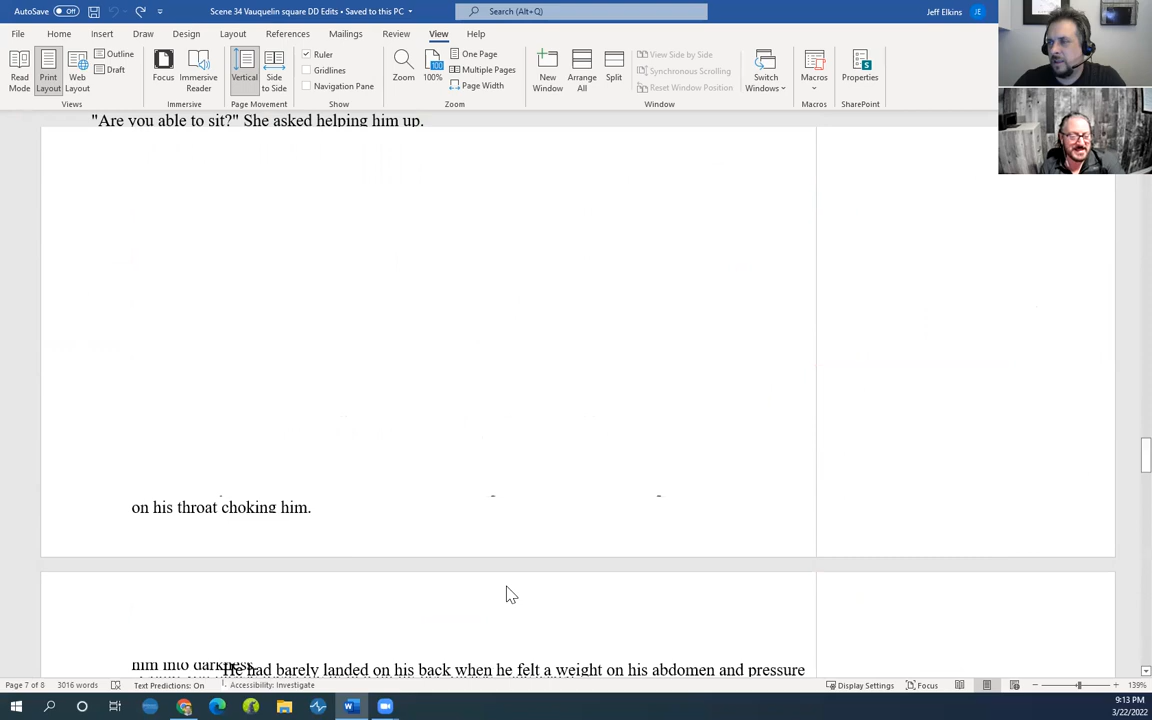 AutoSave Off
Scene 34 Vauquelin square DD Edits • Saved to this PC
Search (Alt+Q)
Jeff Elkins JE
File Home Insert Draw Design Layout References Mailings Review View Help
Read Mode
Print Layout
Web Layout
Outline
Draft
Views
Focus
Immersive Reader
Immersive
Vertical
Side to Side
Page Movement
Ruler
Gridlines
Navigation Pane
Show
Zoom
100
100%
One Page
Multiple Pages
Page Width
Zoom
New Window
Arrange All
Split
View Side by Side
Synchronous Scrolling
Reset Window Position
Switch Windows
Window
Macros
Macros
Properties
SharePoint
"Are you able to sit?" She asked helping him up.
on his throat choking him.
him into darkness.
He had barely landed on his back when he felt a weight on his abdomen and pressure
Page 7 of 8 3016 words Text Predictions: On Accessibility: Investigate Display Settings Focus 139%
9:13 PM
3/22/2022